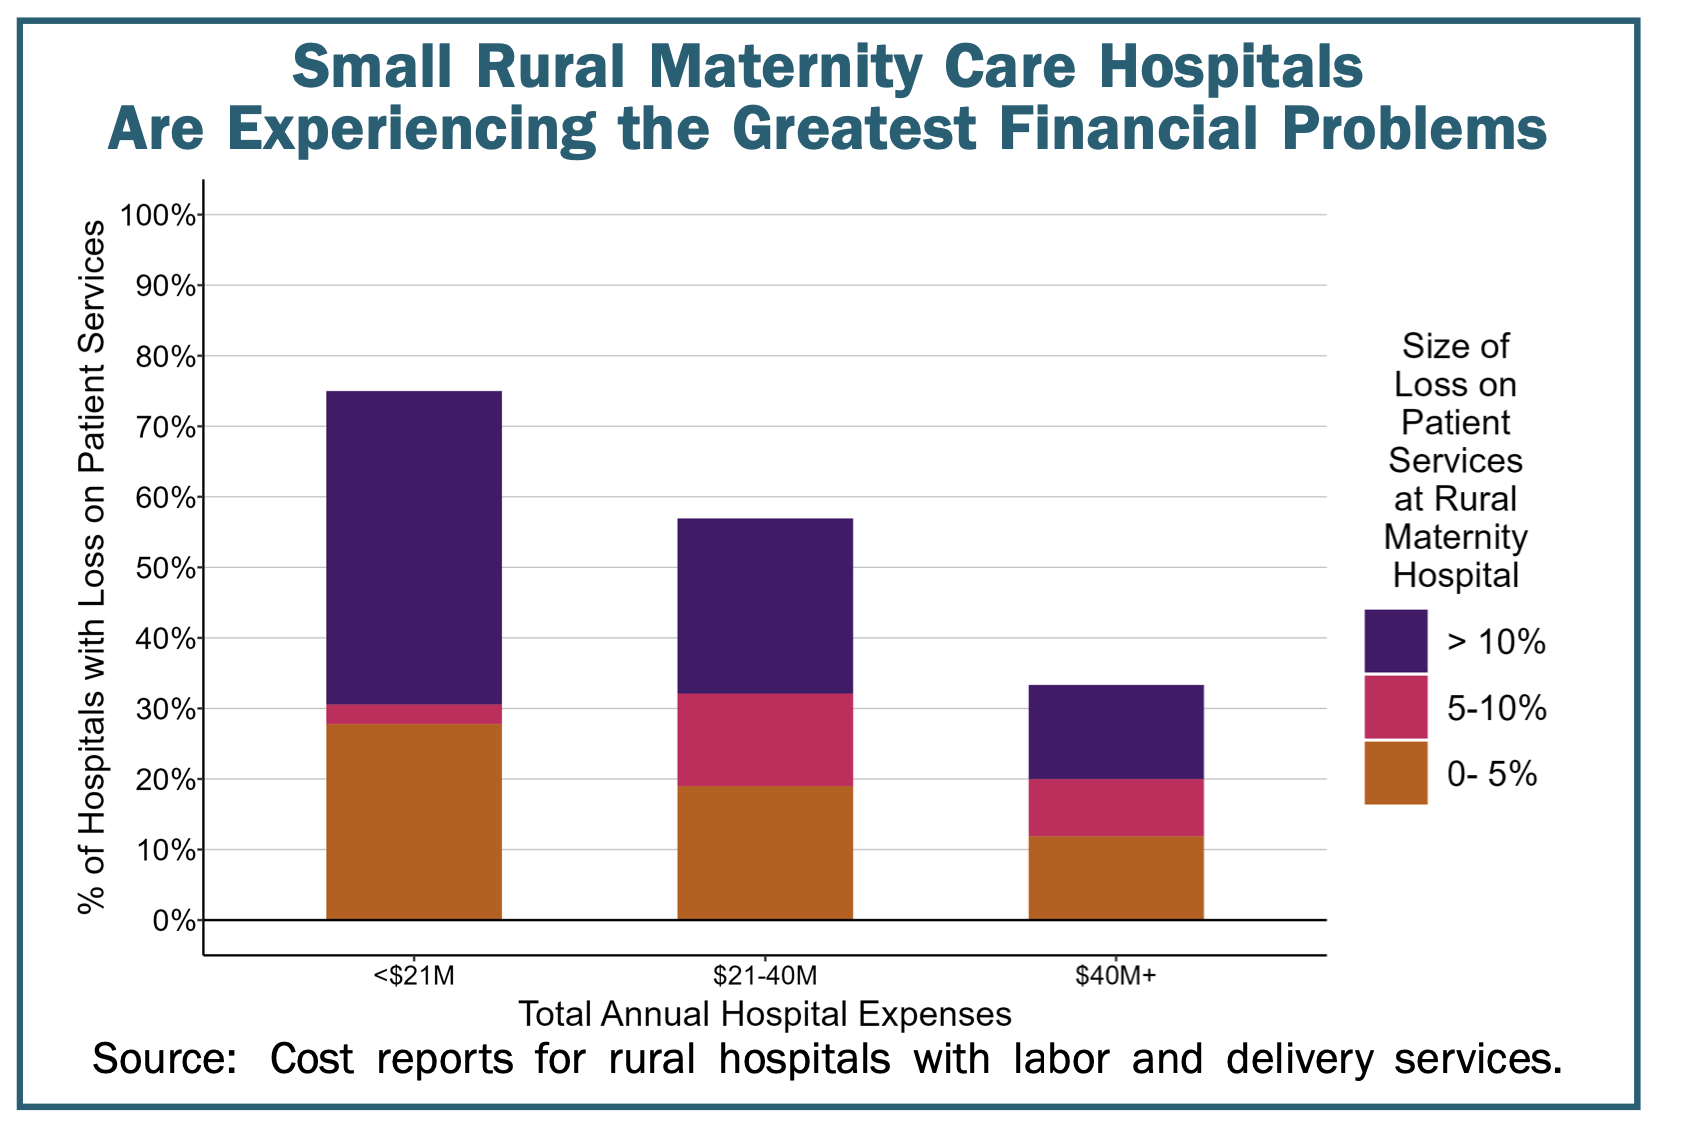 Small Rural Maternity Care Hospitals
Are Experiencing the Greatest Financial Problems
% of Hospitals with Loss on Patient Services
100%
90%
80%
70%
60%
50%
40%
30%
20%
10%
0%
<$21M
$21-40M
$40M+
Total Annual Hospital Expenses
Size of
Loss on
Patient
Services
at Rural
Maternity
Hospital
> 10%
5-10%
0- 5%
Source: Cost reports for rural hospitals with labor and delivery services.